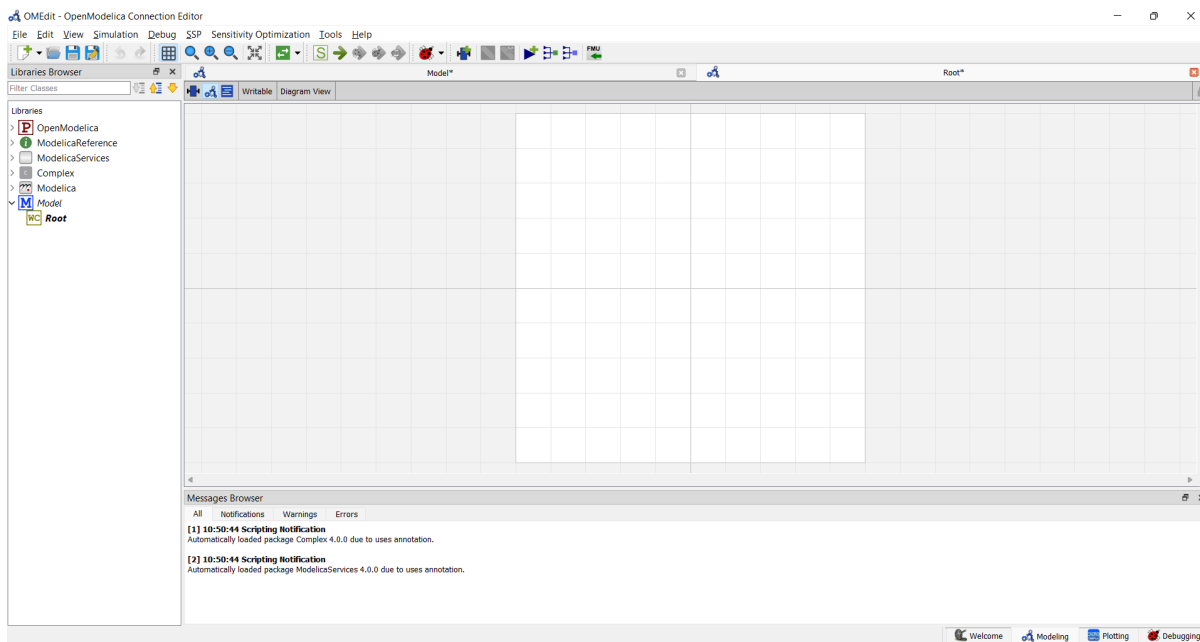 OMEdit - OpenModelica Connection Editor
File Edit View Simulation Debug SSP Sensitivity Optimization Tools Help
S FMU
Libraries Browser
Model*
Root*
Filter Classes
Writable Diagram View
Libraries
P OpenModelica
i ModelicaReference
ModelicaServices
C Complex
Modelica
M Model
WC Root
Messages Browser
All Notifications Warnings Errors
[1] 10:50:44 Scripting Notification
Automatically loaded package Complex 4.0.0 due to uses annotation.
[2] 10:50:44 Scripting Notification
Automatically loaded package ModelicaServices 4.0.0 due to uses annotation.
Welcome Modeling Plotting Debugging